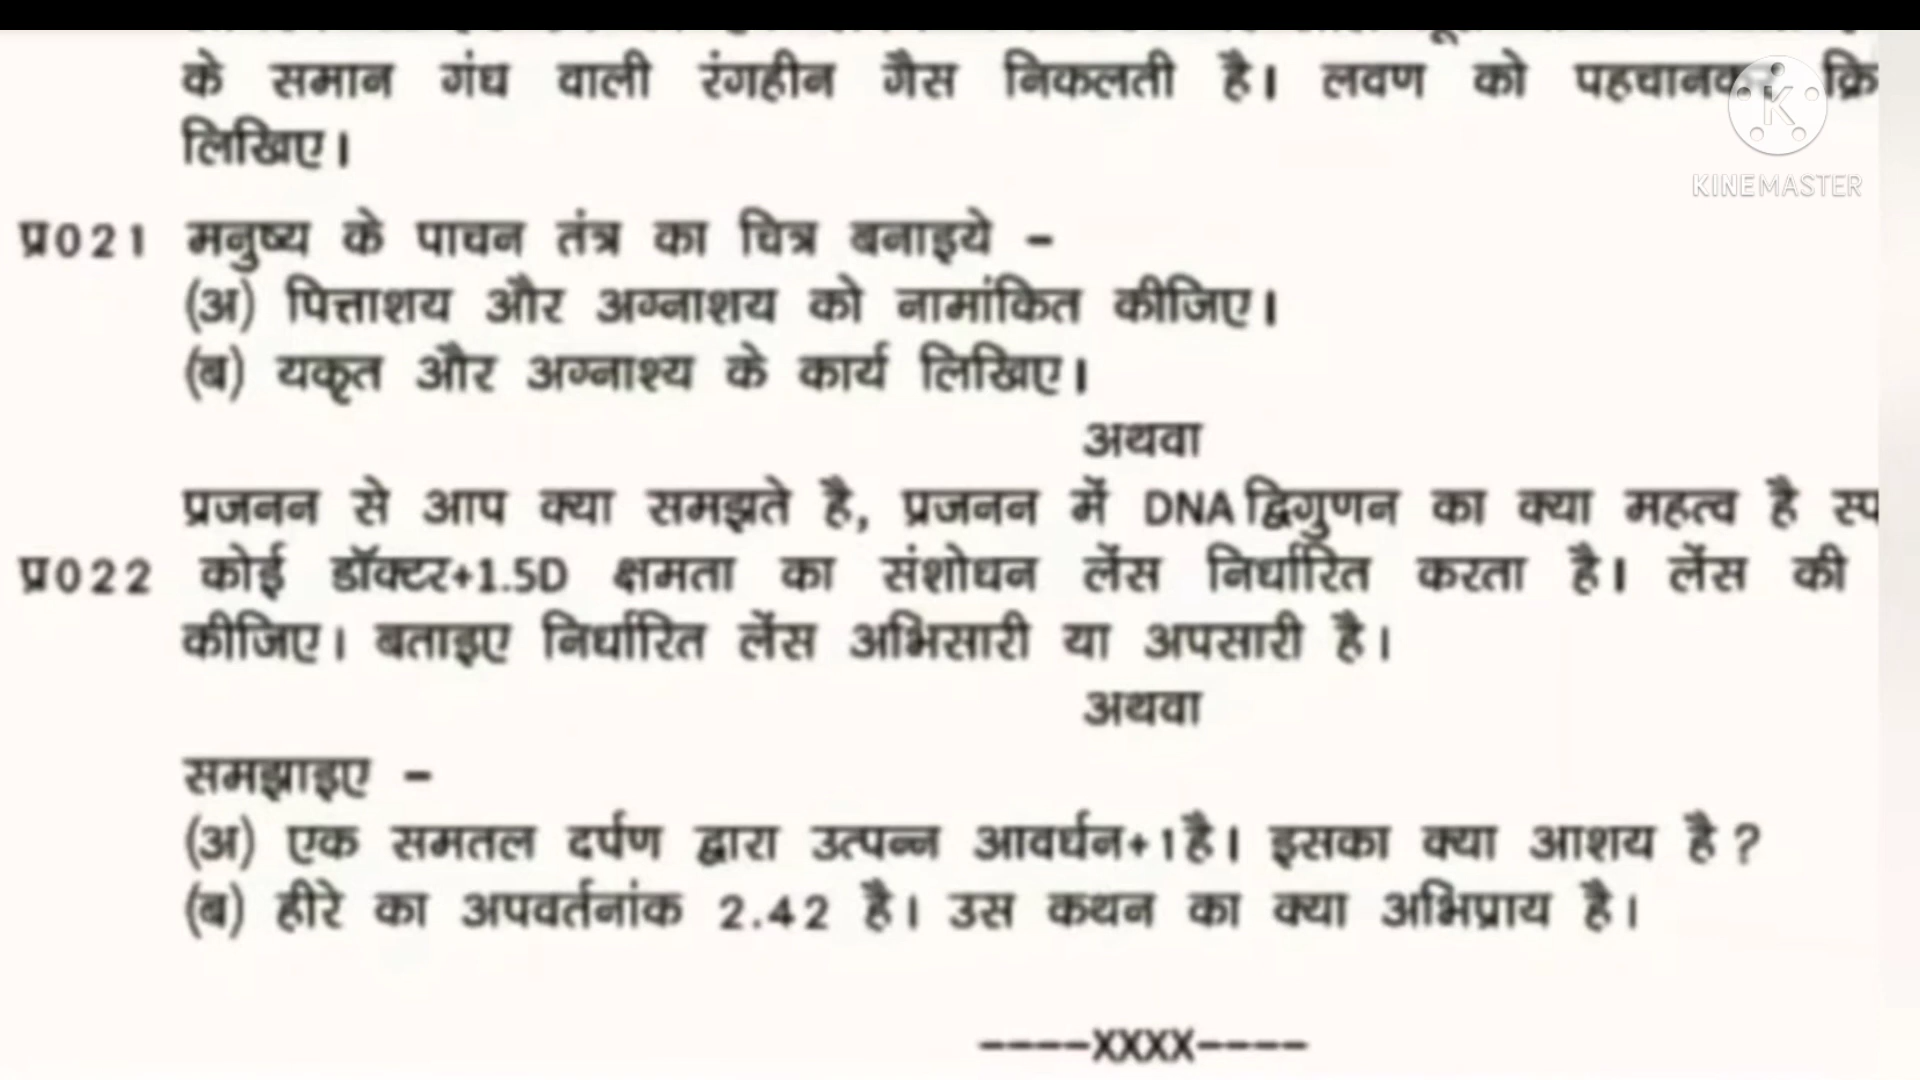 के समान गंध वाली रंगहीन गैस निकलती है। लवण को पहचानकर क्रि
लिखिए।
KINEMASTER
प्र021 मनुष्य के पाचन तंत्र का चित्र बनाइये -
(अ) पित्ताशय और अग्नाशय को नामांकित कीजिए।
(ब) यकृत और अग्नाश्य के कार्य लिखिए।
अथवा
प्रजनन से आप क्या समझते है, प्रजनन में DNA द्विगुणन का क्या महत्व है स्प
प्र022 कोई डॉक्टर+1.5D क्षमता का संशोधन लेंस निर्धारित करता है। लेंस की
कीजिए। बताइए निर्धारित लेंस अभिसारी या अपसारी है।
अथवा
समझाइए -
(अ) एक समतल दर्पण द्वारा उत्पन्न आवर्धन+1है। इसका क्या आशय है ?
(ब) हीरे का अपवर्तनांक 2.42 है। उस कथन का क्या अभिप्राय है।
----XXXX----